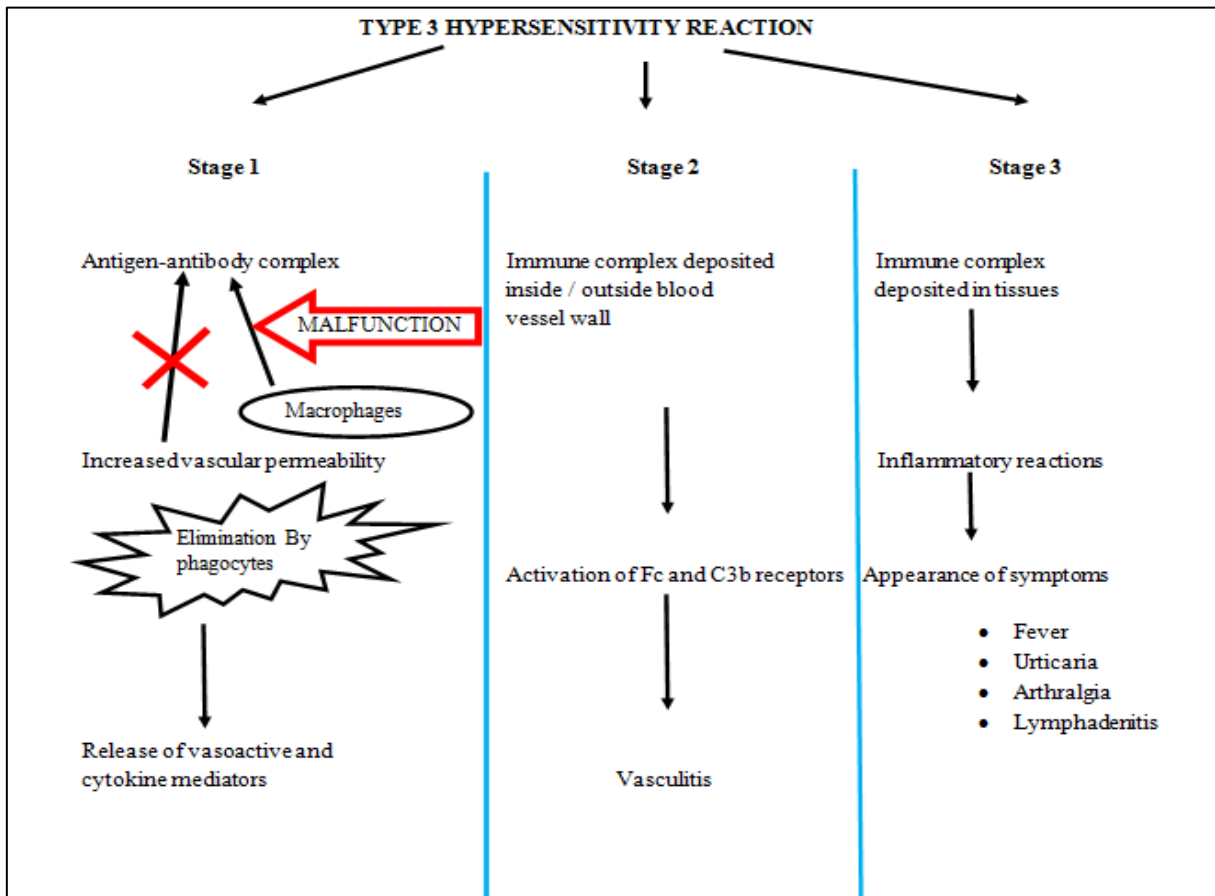 TYPE 3 HYPERSENSITIVITY REACTION
Stage 1
Antigen-antibody complex
MALFUNCTION
Macrophages
Increased vascular permeability
Elimination By
phagocytes
Release of vasoactive and
cytokine mediators
Stage 2
Immune complex deposited
inside / outside blood
vessel wall
Activation of Fc and C3b receptors
Vasculitis
Stage 3
Immune complex
deposited in tissues
Inflammatory reactions
Appearance of symptoms
• Fever
• Urticaria
• Arthralgia
• Lymphadenitis